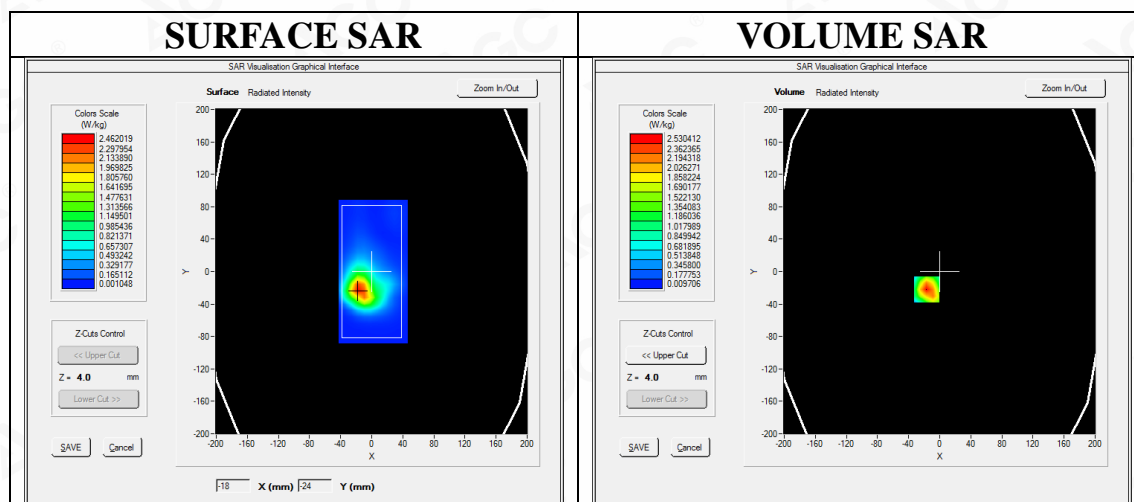 SURFACE SAR
SAR Visualisation Graphical Interface
Surface Radiated Intensity
Zoom In/Out
Colors Scale
(W/kg)
2.462019
2.297954
2.133890
1.969825
1.805760
1.641695
1.477631
1.313566
1.149501
0.985436
0.821371
0.657307
0.493242
0.329177
0.165112
0.001048
Z-Cuts Control
<< Upper Cut
Z = 4.0 mm
Lower Cut >>
SAVE Cancel
200
160
120
80
40
0
-40
-80
-120
-160
-200
Y
-200 -160 -120 -80 -40 0 40 80 120 160 200
X
-18 X (mm) -24 Y (mm)
VOLUME SAR
SAR Visualisation Graphical Interface
Volume Radiated Intensity
Zoom In/Out
Colors Scale
(W/kg)
2.530412
2.362365
2.194318
2.026271
1.858224
1.690177
1.522130
1.354083
1.186036
1.017989
0.849942
0.681895
0.513848
0.345800
0.177753
0.009706
Z-Cuts Control
<< Upper Cut
Z = 4.0 mm
Lower Cut >>
SAVE Cancel
200
160
120
80
40
0
-40
-80
-120
-160
-200
Y
-200 -160 -120 -80 -40 0 40 80 120 160 200
X